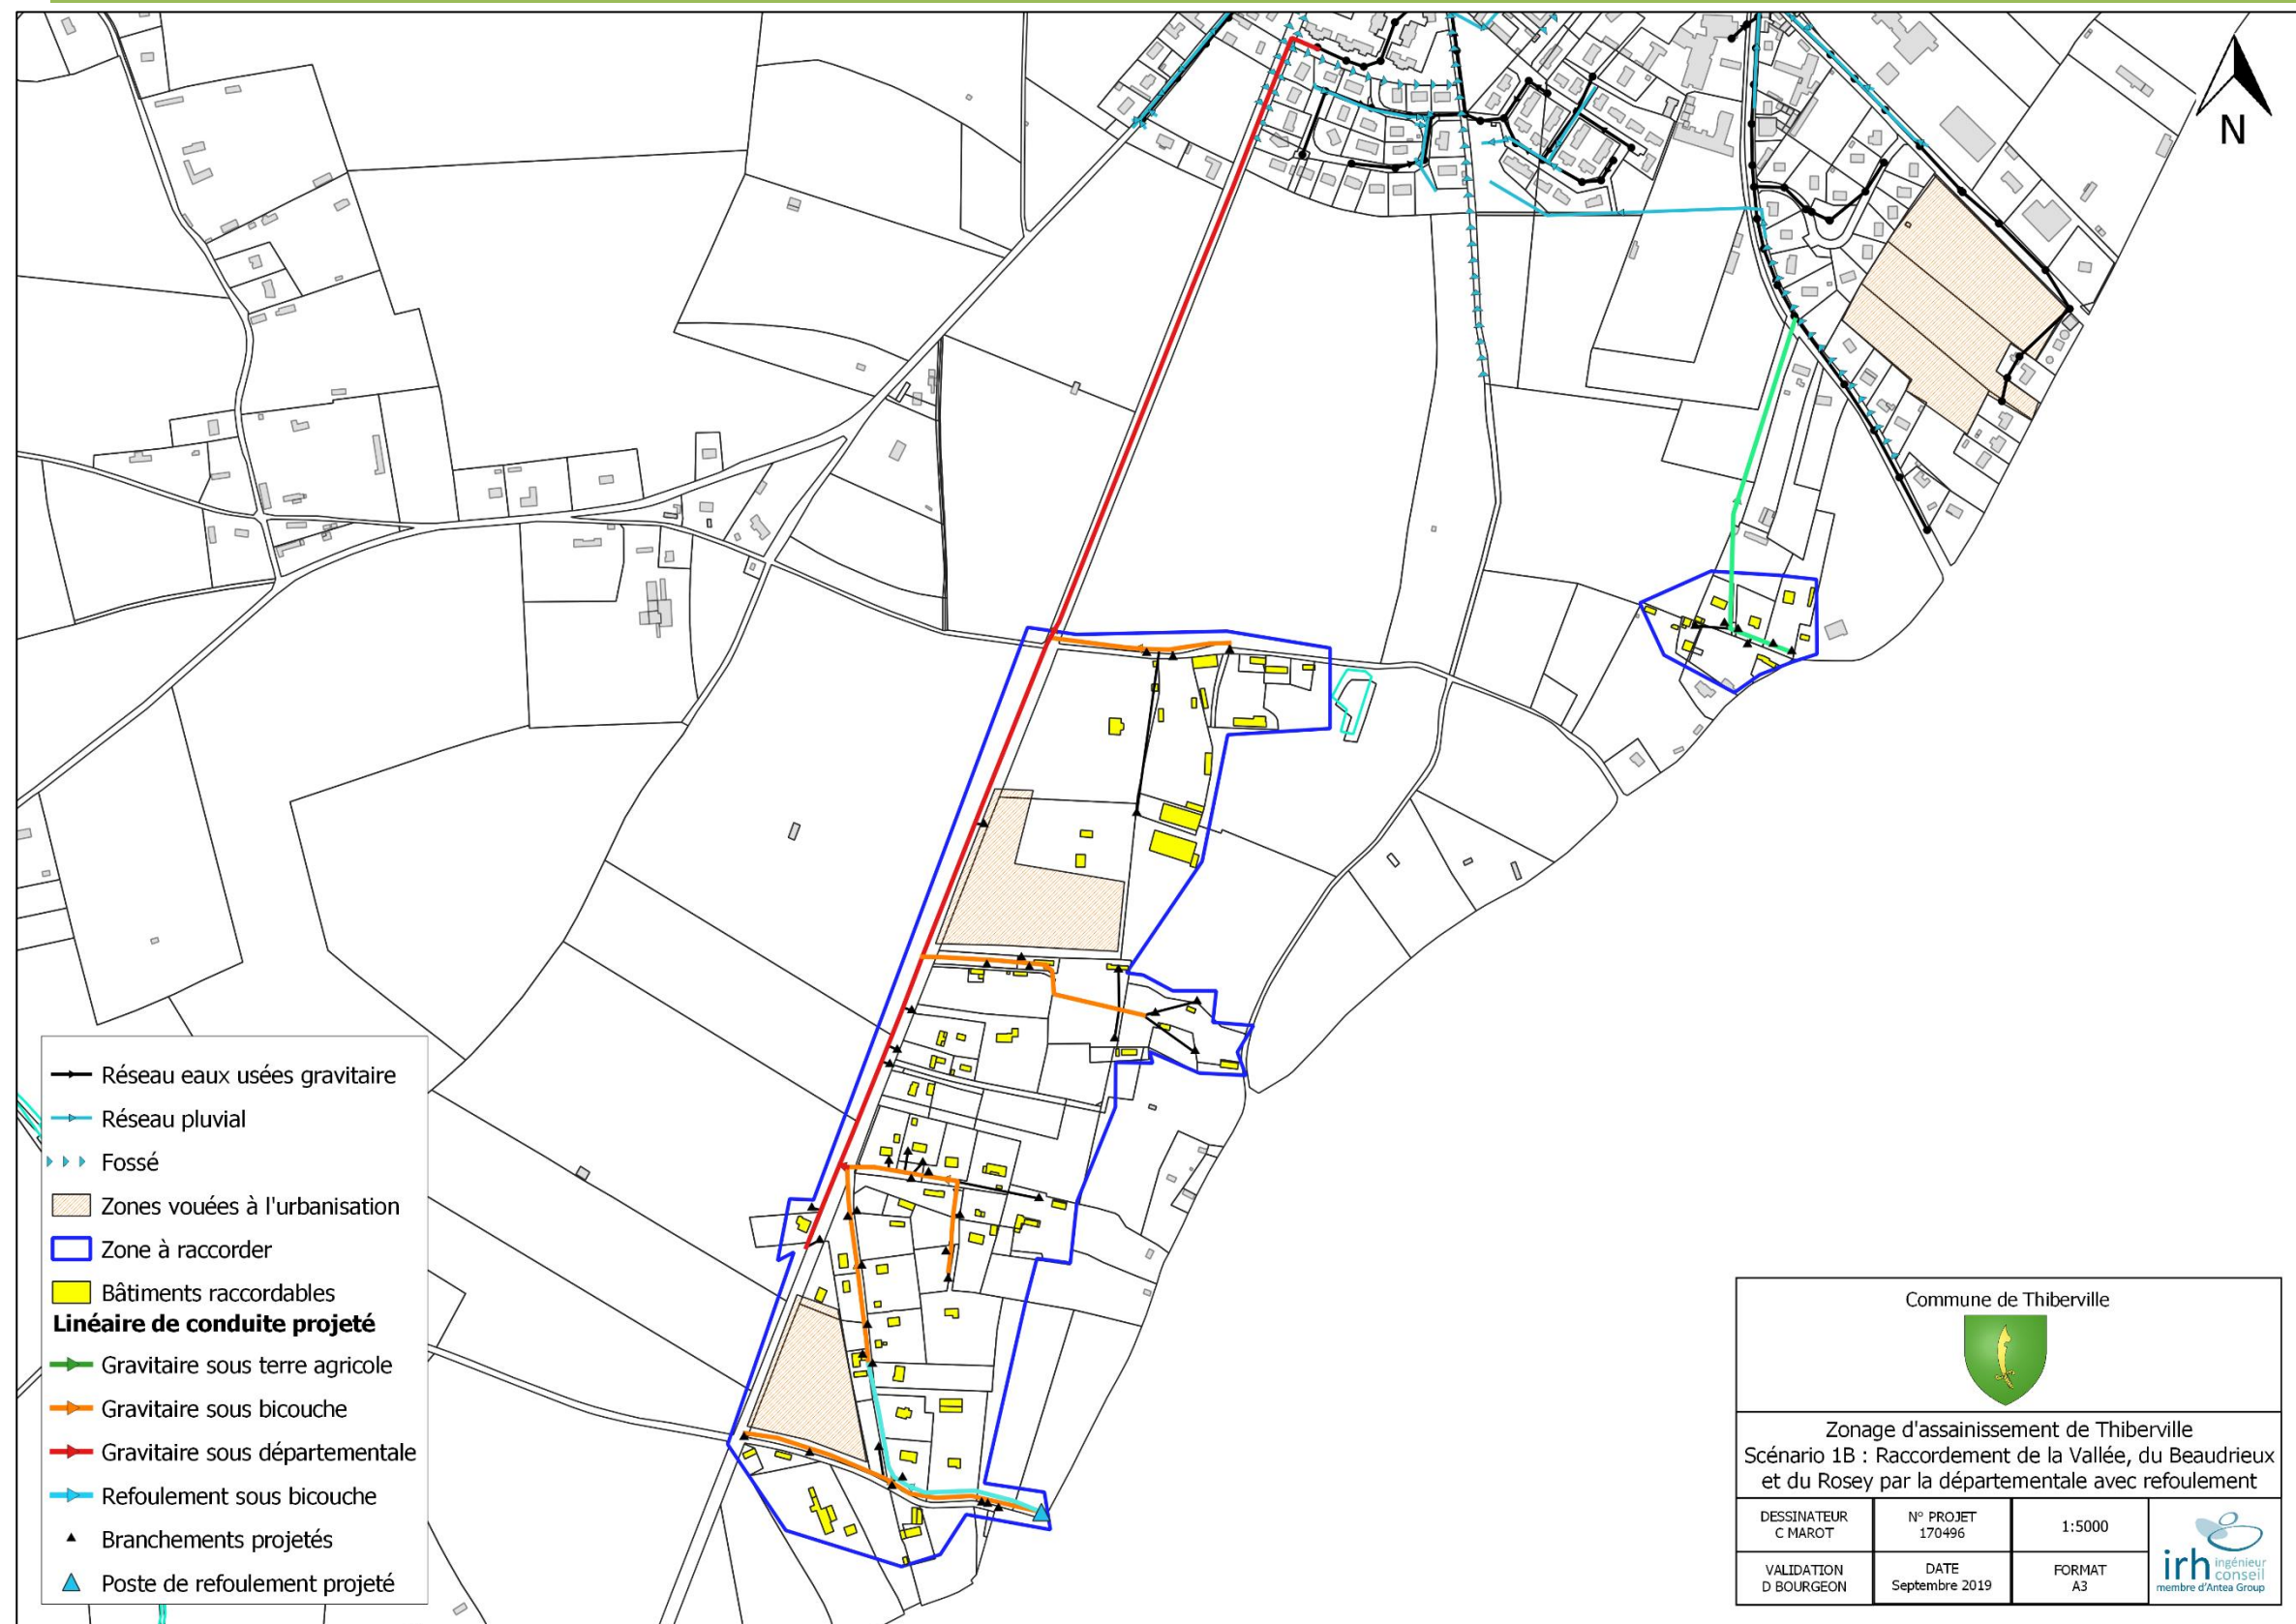 N
Réseau eaux usées gravitaire
Réseau pluvial
Fossé
Zones vouées à l'urbanisation
Zone à raccorder
Bâtiments raccordables
Linéaire de conduite projeté
Gravitaire sous terre agricole
Gravitaire sous bicouche
Gravitaire sous départementale
Refoulement sous bicouche
Branchements projetés
Poste de refoulement projeté
Commune de Thiberville
Zonage d'assainissement de Thiberville
Scénario 1B : Raccordement de la Vallée, du Beaudrieux
et du Rosey par la départementale avec refoulement
DESSINATEUR
C MAROT
N° PROJET
170496
1:5000
VALIDATION
D BOURGEON
DATE
Septembre 2019
FORMAT
A3
irh ingénieur
conseil
membre d'Antea Group